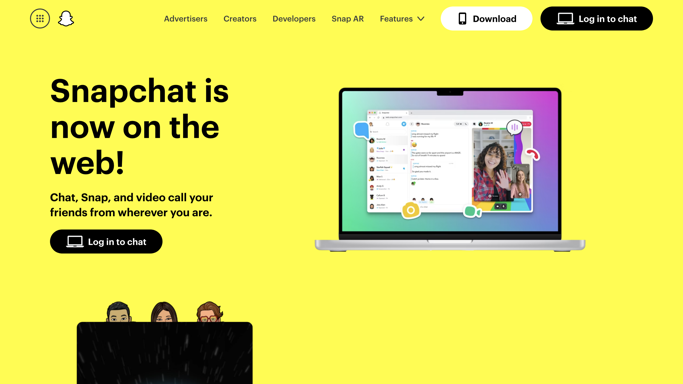 Advertisers
Creators
Developers
Snap AR
Features
Download
Log in to chat
Snapchat is
now on the
web!
Chat, Snap, and video call your
friends from wherever you are.
Log in to chat